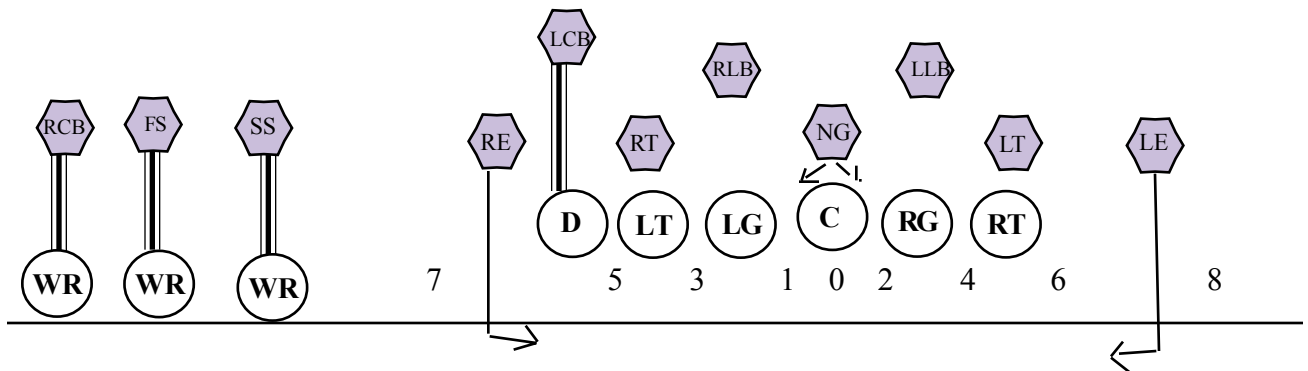 LCB
RLB LLB
RCB FS SS
RE RT NG LT LE
D LT LG C RG RT
WR WR WR
7 5 3 1 0 2 4 6 8